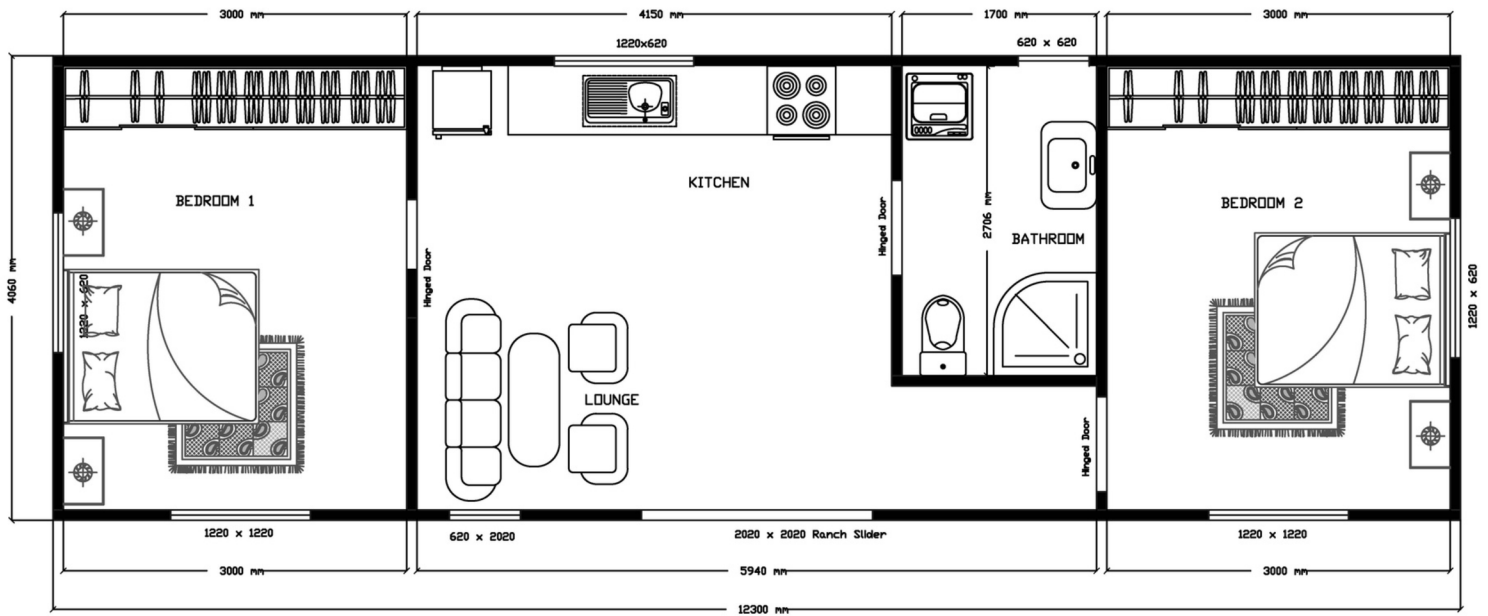 3000 mm
4150 mm
1700 mm
3000 mm
1220x620
620 x 620
KITCHEN
BEDROOM 1
BEDROOM 2
Hinged Door
2706 mm
BATHROOM
Hinged Door
4060 mm
1220 x 620
1220 x 620
LOUNGE
Hinged Door
1220 x 1220
620 x 2020
2020 x 2020 Ranch Slider
1220 x 1220
3000 mm
5940 mm
3000 mm
12300 mm